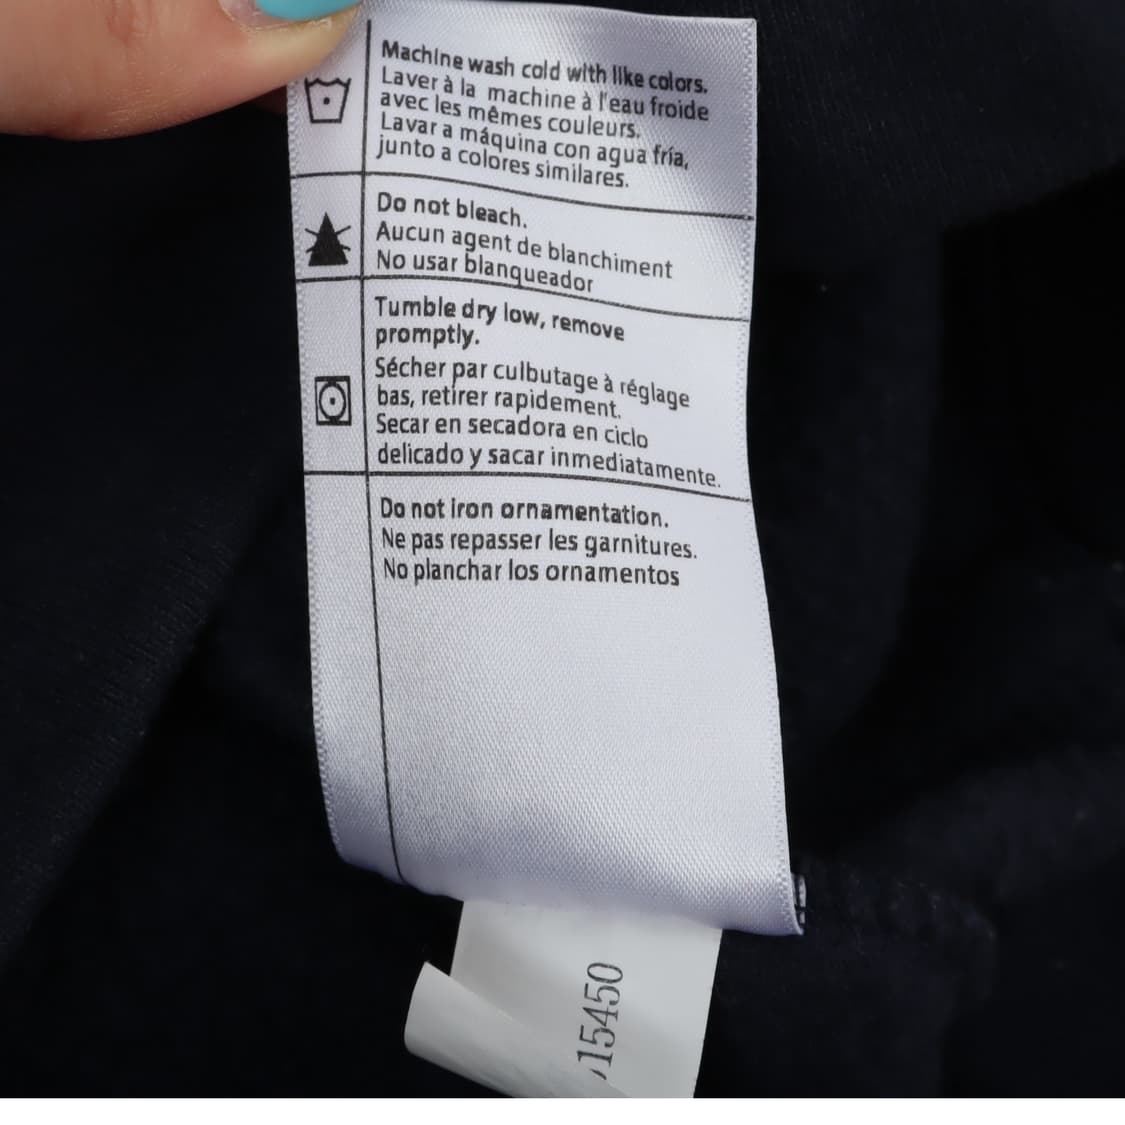 Machine wash cold with like colors.
Laver à la machine à l'eau froide
avec les mêmes couleurs.
Lavar a máquina con agua fría,
junto a colores similares.
Do not bleach.
Aucun agent de blanchiment
No usar blanqueador
Tumble dry low, remove
promptly.
Sécher par culbutage à réglage
bas, retirer rapidement.
Secar en secadora en ciclo
delicado y sacar inmediatamente.
Do not iron ornamentation.
Ne pas repasser les garnitures.
No planchar los ornamentos
15450